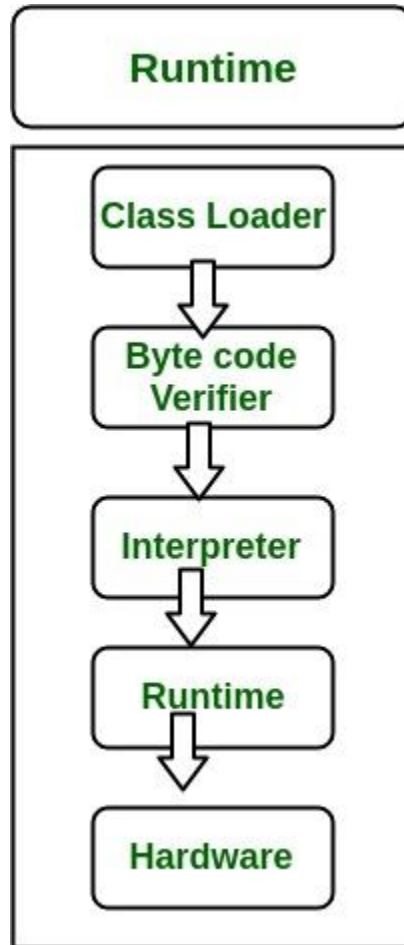 Runtime
Class Loader
Byte code
Verifier
Interpreter
Runtime
Hardware